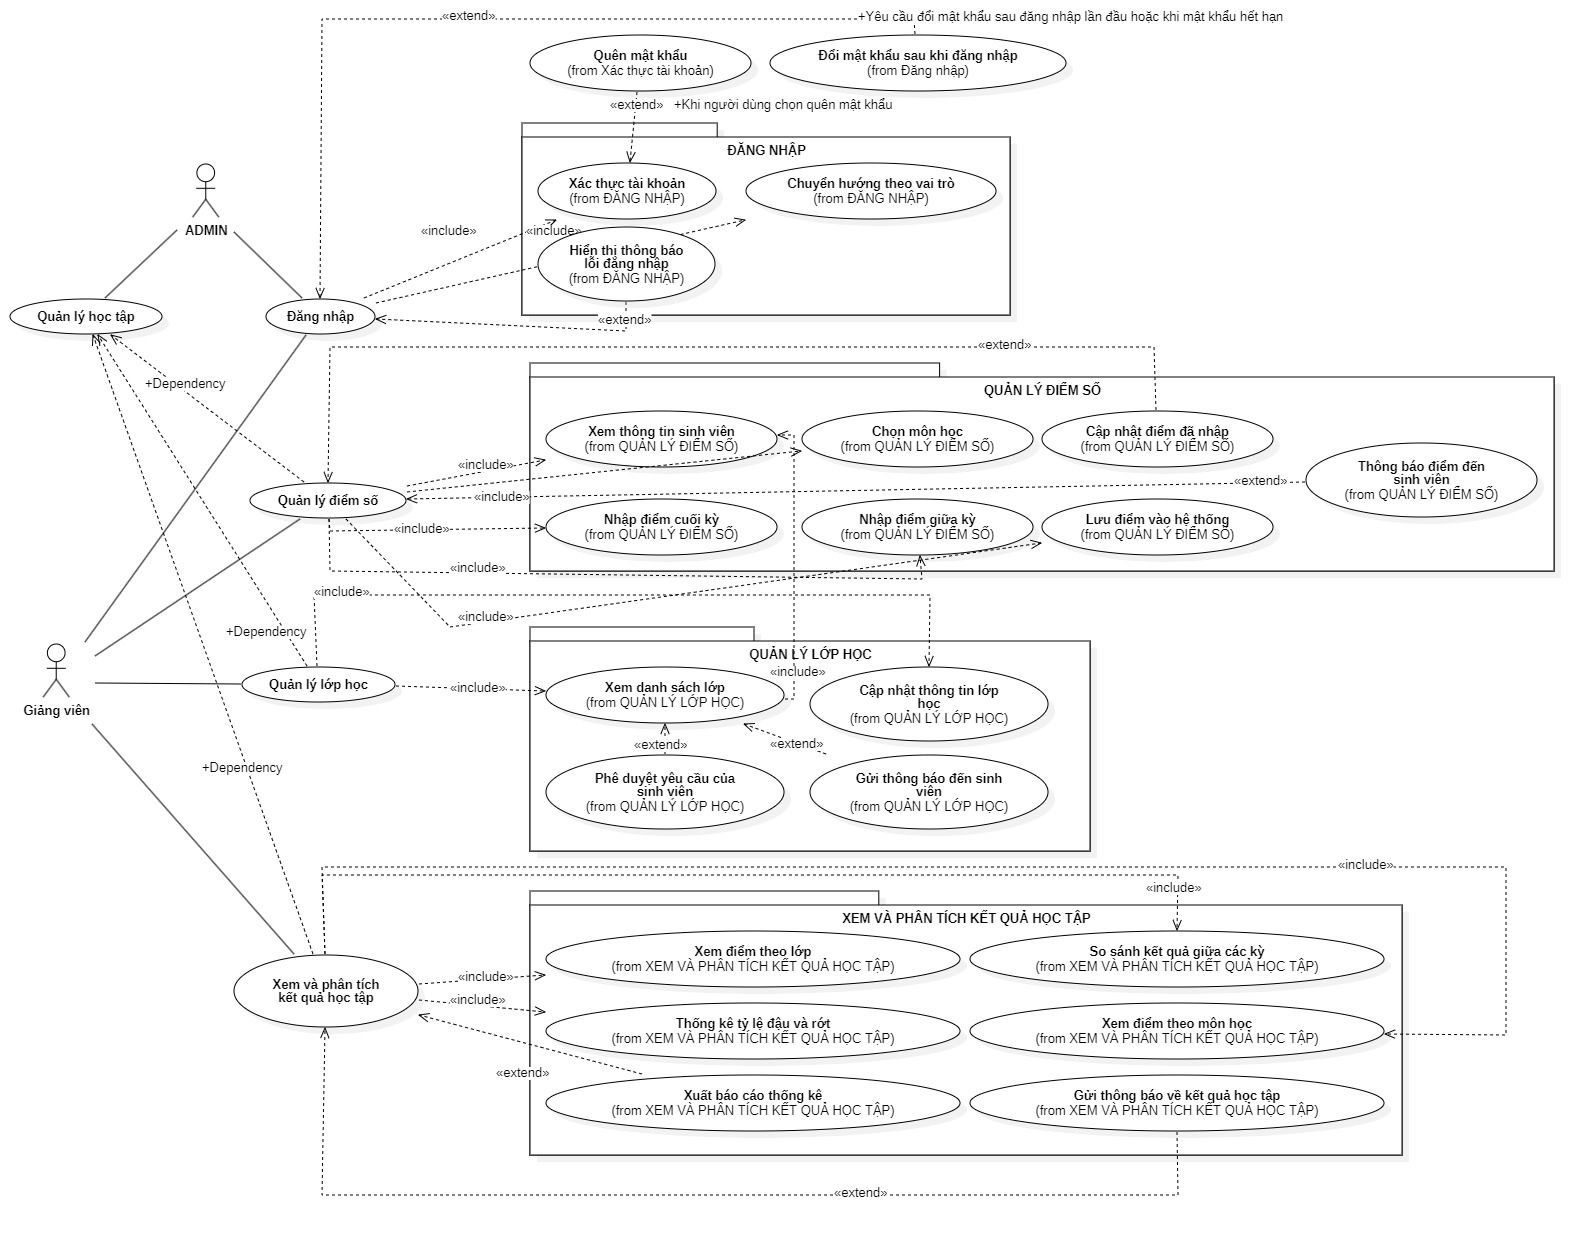 «extend»
+Yêu cầu đổi mật khẩu sau đăng nhập lần đầu hoặc khi mật khẩu hết hạn
Quên mật khẩu
(from Xác thực tài khoản)
Đổi mật khẩu sau khi đăng nhập
(from Đăng nhập)
«extend»
+Khi người dùng chọn quên mật khẩu
ĐĂNG NHẬP
Xác thực tài khoản
(from ĐĂNG NHẬP)
Chuyển hướng theo vai trò
(from ĐĂNG NHẬP)
ADMIN
«include»
«include»
Hiển thị thông báo
lỗi đăng nhập
(from ĐĂNG NHẬP)
Quản lý học tập
Đăng nhập
«extend»
«extend»
+Dependency
QUẢN LÝ ĐIỂM SỐ
Xem thông tin sinh viên
(from QUẢN LÝ ĐIỂM SỐ)
Chọn môn học
(from QUẢN LÝ ĐIỂM SỐ)
Cập nhật điểm đã nhập
(from QUẢN LÝ ĐIỂM SỐ)
«include»
Thông báo điểm đến
sinh viên
(from QUẢN LÝ ĐIỂM SỐ)
«extend»
Quản lý điểm số
«include»
«include»
Nhập điểm cuối kỳ
(from QUẢN LÝ ĐIỂM SỐ)
Nhập điểm giữa kỳ
(from QUẢN LÝ ĐIỂM SỐ)
Lưu điểm vào hệ thống
(from QUẢN LÝ ĐIỂM SỐ)
«include»
«include»
«include»
+Dependency
QUẢN LÝ LỚP HỌC
«include»
Giảng viên
Quản lý lớp học
«include»
Xem danh sách lớp
(from QUẢN LÝ LỚP HỌC)
Cập nhật thông tin lớp
học
(from QUẢN LÝ LỚP HỌC)
«extend»
«extend»
+Dependency
Phê duyệt yêu cầu của
sinh viên
(from QUẢN LÝ LỚP HỌC)
Gửi thông báo đến sinh
viên
(from QUẢN LÝ LỚP HỌC)
«include»
«include»
XEM VÀ PHÂN TÍCH KẾT QUẢ HỌC TẬP
Xem điểm theo lớp
(from XEM VÀ PHÂN TÍCH KẾT QUẢ HỌC TẬP)
So sánh kết quả giữa các kỳ
(from XEM VÀ PHÂN TÍCH KẾT QUẢ HỌC TẬP)
Xem và phân tích
kết quả học tập
«include»
«include»
Thống kê tỷ lệ đậu và rớt
(from XEM VÀ PHÂN TÍCH KẾT QUẢ HỌC TẬP)
Xem điểm theo môn học
(from XEM VÀ PHÂN TÍCH KẾT QUẢ HỌC TẬP)
«extend»
Xuất báo cáo thống kê
(from XEM VÀ PHÂN TÍCH KẾT QUẢ HỌC TẬP)
Gửi thông báo về kết quả học tập
(from XEM VÀ PHÂN TÍCH KẾT QUẢ HỌC TẬP)
«extend»